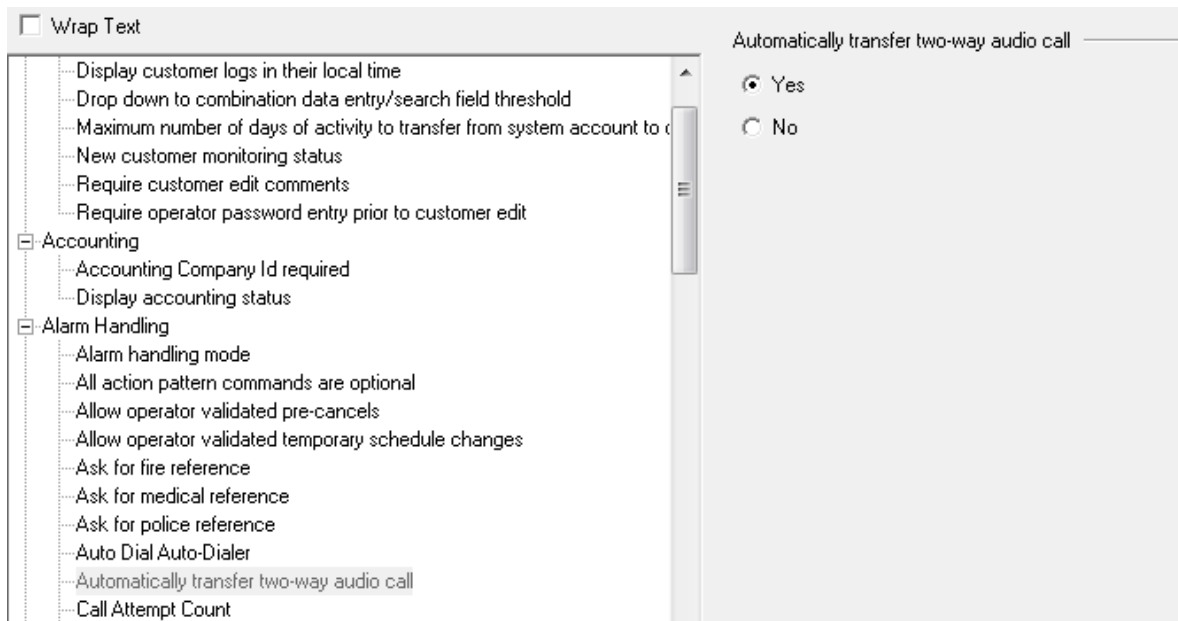 Wrap Text
Display customer logs in their local time
Drop down to combination data entry/search field threshold
Maximum number of days of activity to transfer from system account to
New customer monitoring status
Require customer edit comments
Require operator password entry prior to customer edit
Accounting
Accounting Company Id required
Display accounting status
Alarm Handling
Alarm handling mode
All action pattern commands are optional
Allow operator validated pre-cancels
Allow operator validated temporary schedule changes
Ask for fire reference
Ask for medical reference
Ask for police reference
Auto Dial Auto-Dialer
Automatically transfer two-way audio call
Call Attempt Count
Automatically transfer two-way audio call
Yes
No